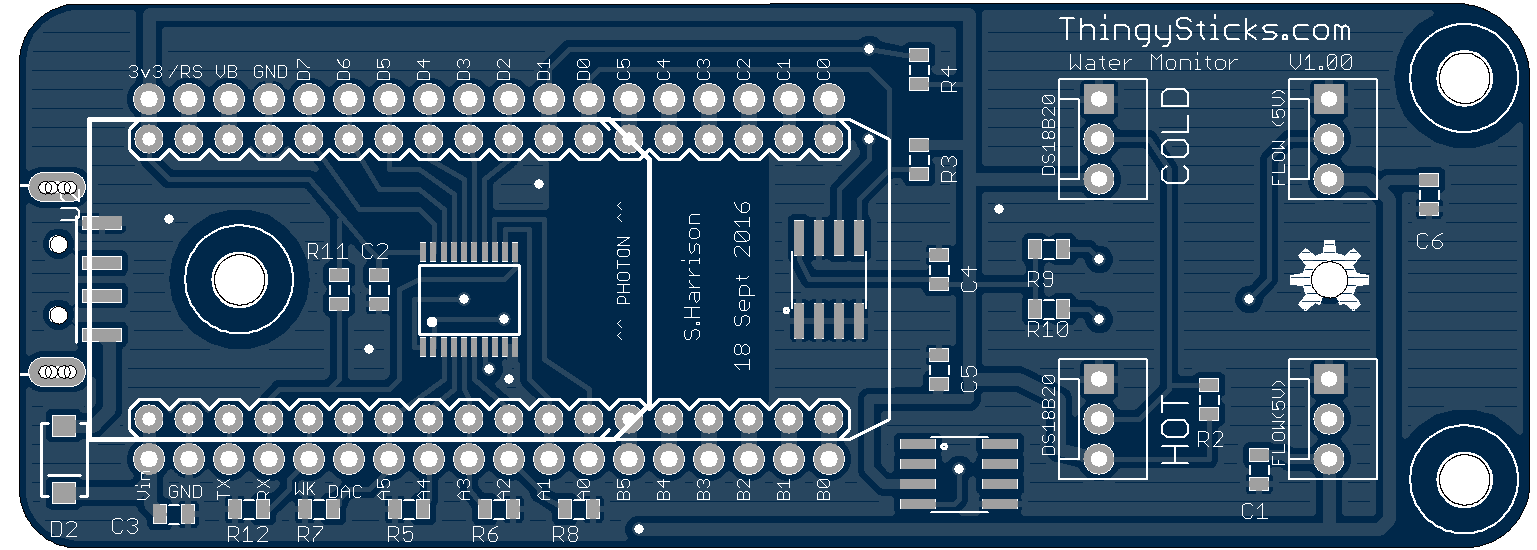 ThingySticks.com
Water Monitor
V1.00
3v3 /RS VB GND D7 D6 D5 D4 D3 D2 D1 D0 C5 C4 C3 C2 C1 C0
R4
R3
DS18B20
COLD
FLOW (5V)
C6
R11 C2
^^ PHOTON ^^
S.Harrison
18 Sept 2016
C4
R9
R10
C5
DS18B20
HOT
R2
FLOW(5V)
C1
Vin GND TX RX WK DAC A5 A4 A3 A2 A1 A0 B5 B4 B3 B2 B1 B0
D2 C3 R12 R7 R5 R6 R8